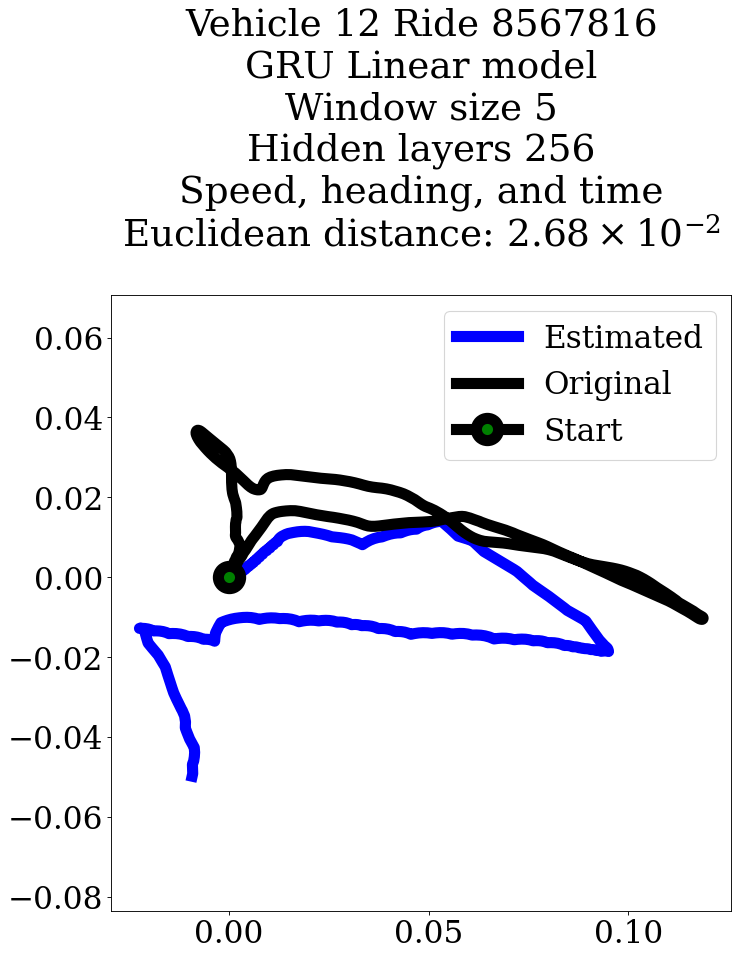 Vehicle 12 Ride 8567816
GRU Linear model
Window size 5
Hidden layers 256
Speed, heading, and time
Euclidean distance: 2.68 × 10⁻²
Estimated
Original
Start
0.06
0.04
0.02
0.00
−0.02
−0.04
−0.06
−0.08
0.00 0.05 0.10